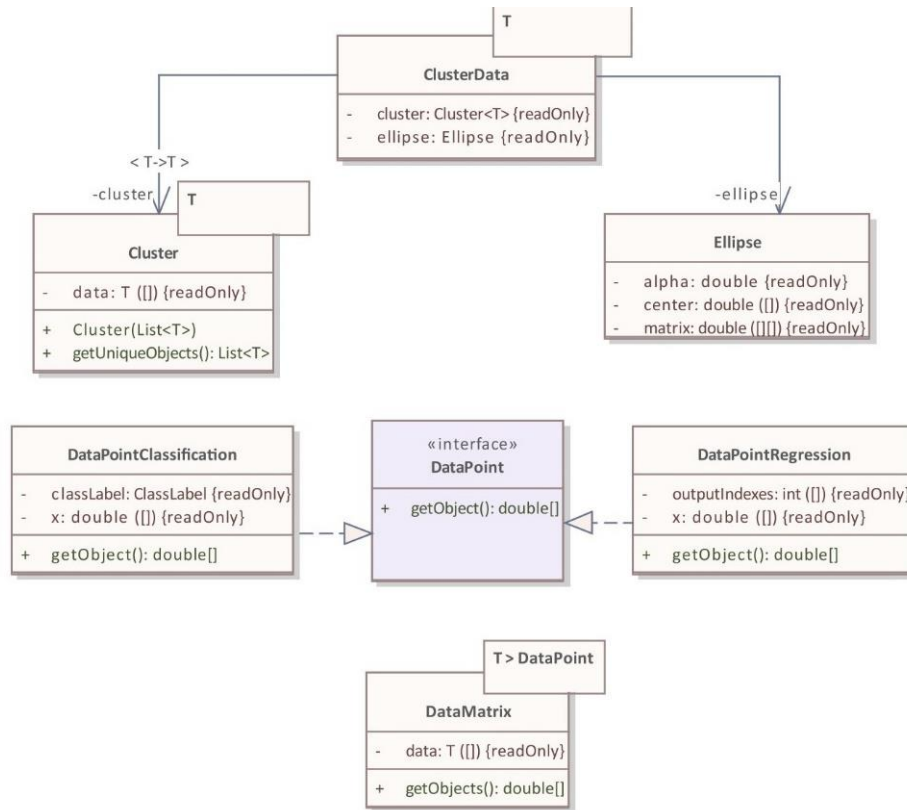 T
ClusterData
- cluster: Cluster<T> {readOnly}
- ellipse: Ellipse {readOnly}
< T->T >
-cluster
-ellipse
T
Cluster
- data: T ([]) {readOnly}
+ Cluster(List<T>)
+ getUniqueObjects(): List<T>
Ellipse
- alpha: double {readOnly}
- center: double ([]) {readOnly}
- matrix: double ([][]) {readOnly}
DataPointClassification
- classLabel: ClassLabel {readOnly}
- x: double ([]) {readOnly}
+ getObject(): double[]
«interface»
DataPoint
+ getObject(): double[]
DataPointRegression
- outputIndexes: int ([]) {readOnly}
- x: double ([]) {readOnly}
+ getObject(): double[]
T > DataPoint
DataMatrix
- data: T ([]) {readOnly}
+ getObjects(): double[]